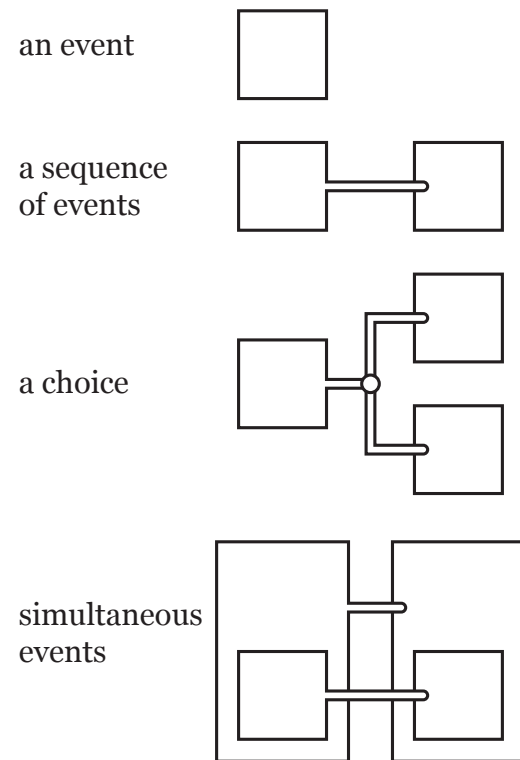 an event
a sequence
of events
a choice
simultaneous
events